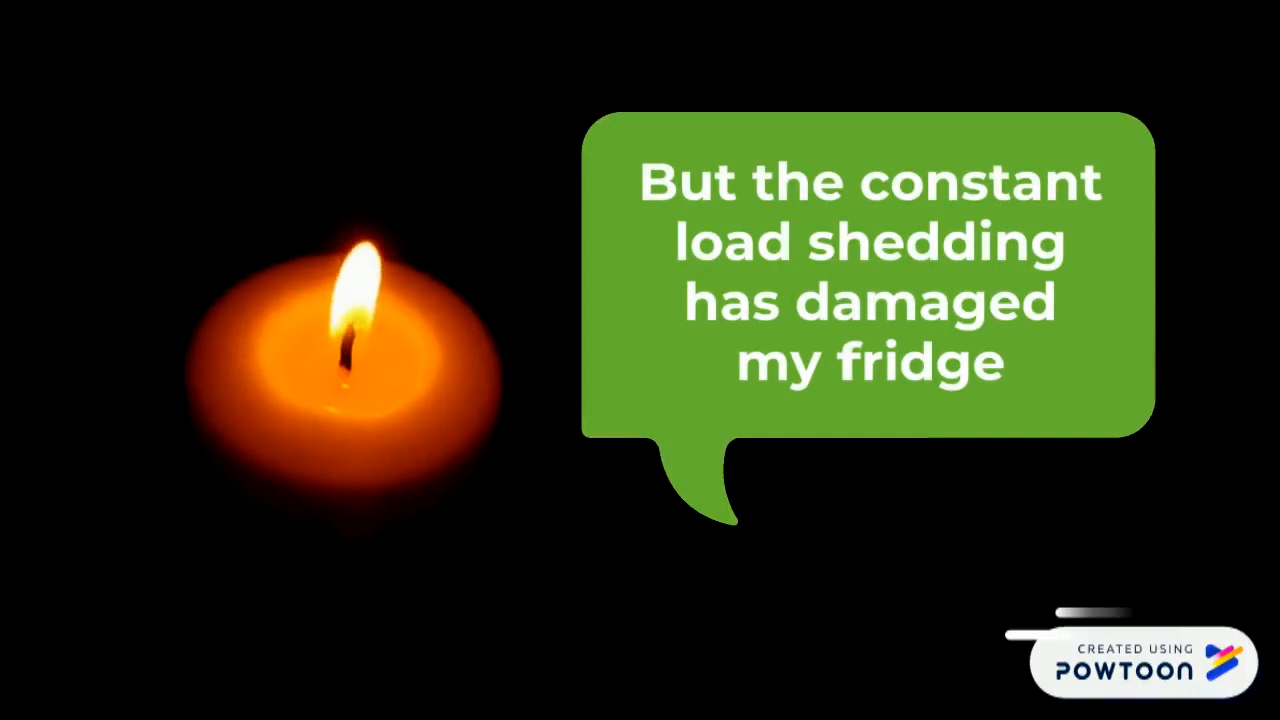 But the constant
load shedding
has damaged
my fridge
CREATED USING
POWTOON